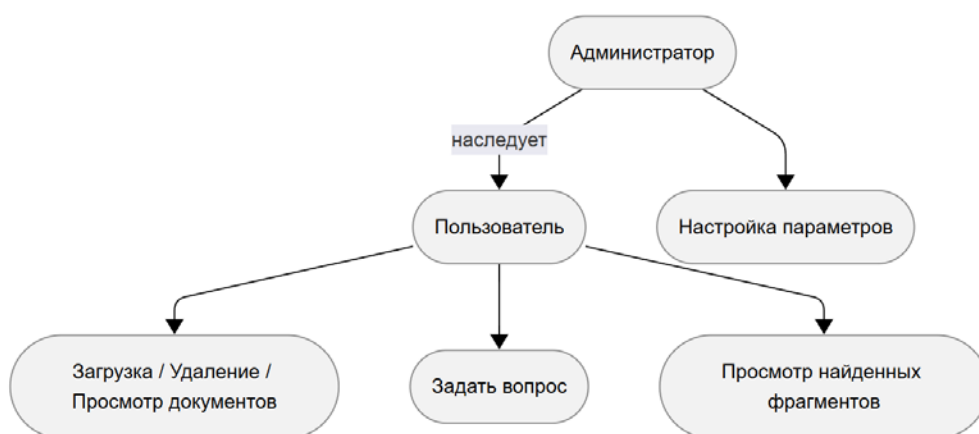 Администратор
наследует
Пользователь
Настройка параметров
Загрузка / Удаление /
Просмотр документов
Задать вопрос
Просмотр найденных
фрагментов